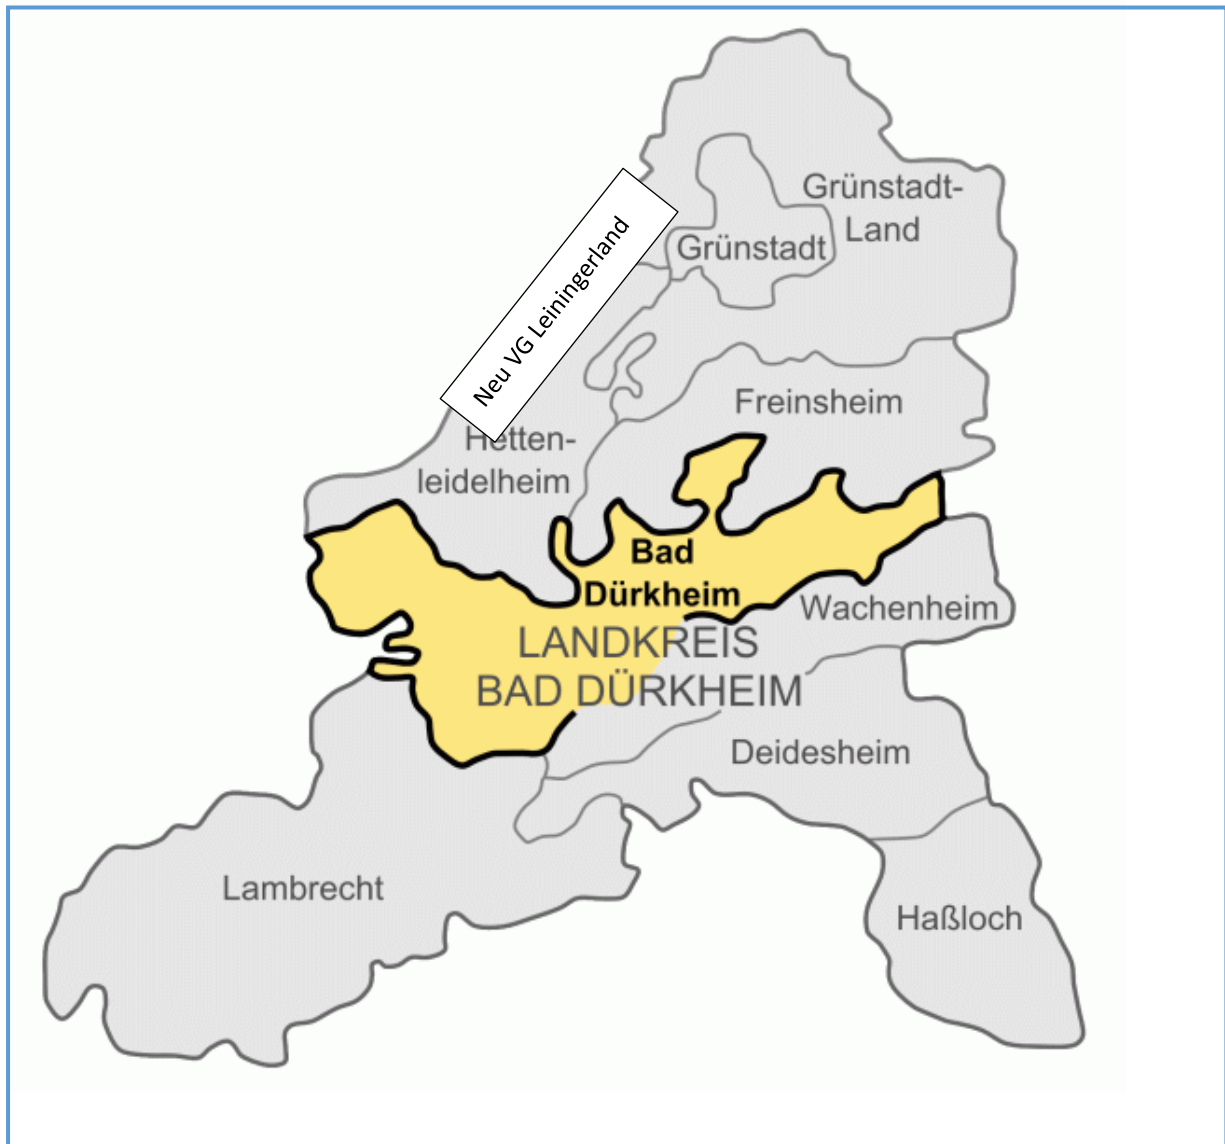 Grünstadt-
Land
Grünstadt
Neu VG Leiningerland
Freinsheim
Hetten-
leidelheim
Bad
Dürkheim
Wachenheim
LANDKREIS
BAD DÜRKHEIM
Deidesheim
Lambrecht
Haßloch